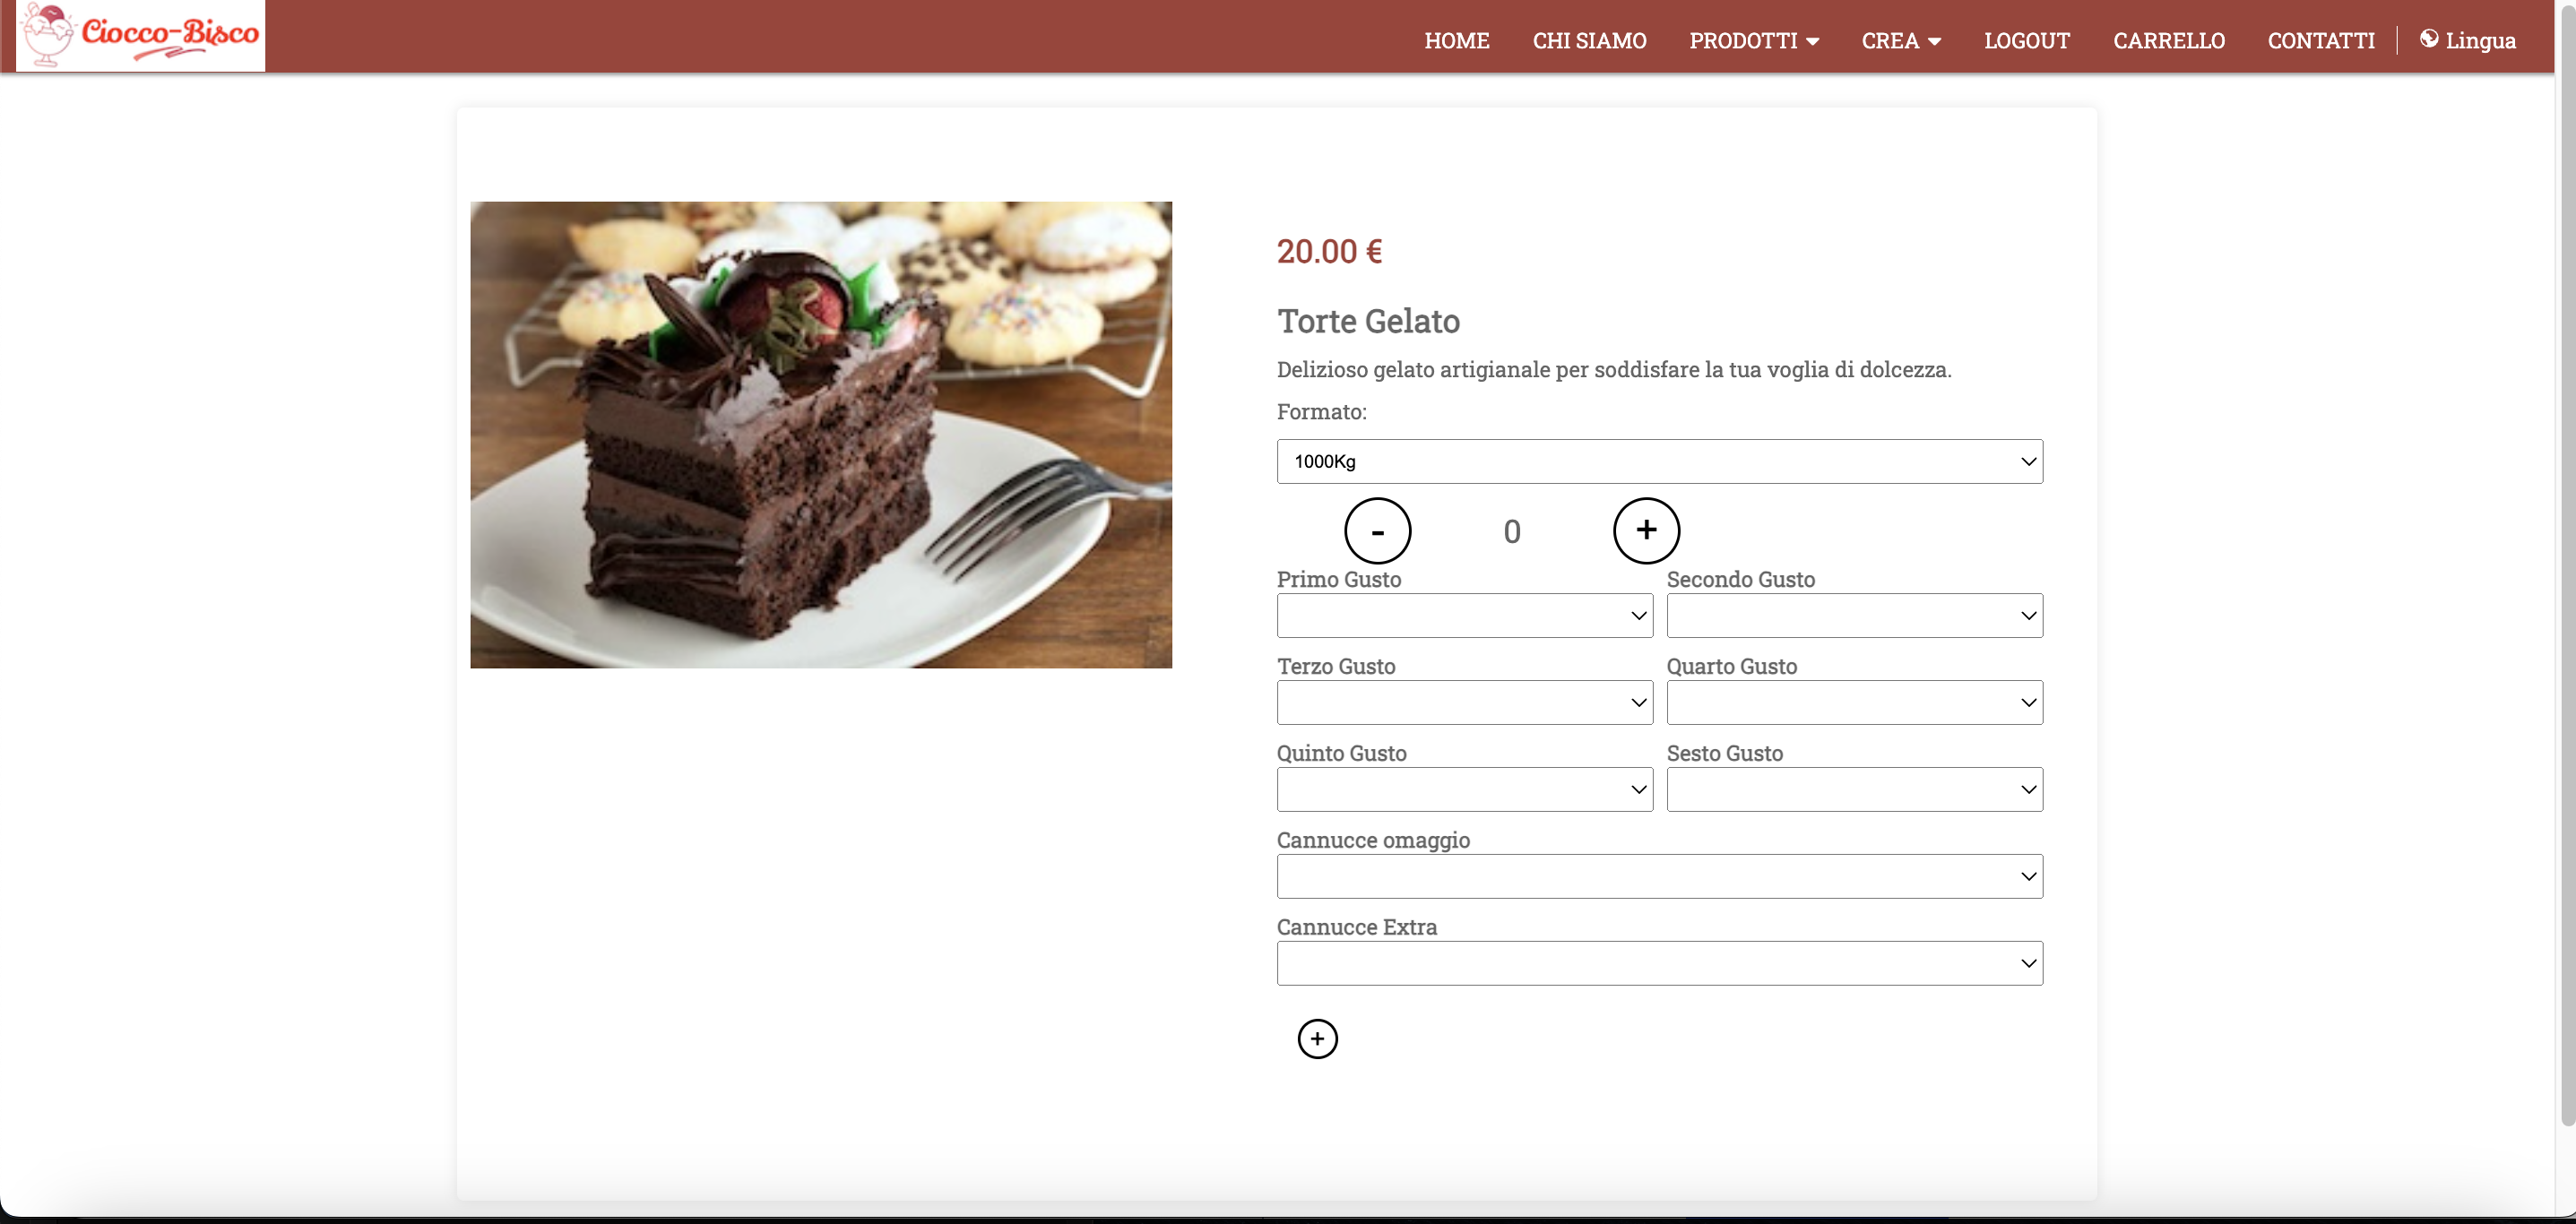 Ciocco-Bisco
HOME CHI SIAMO PRODOTTI CREA LOGOUT CARRELLO CONTATTI Lingua
20.00 €
Torte Gelato
Delizioso gelato artigianale per soddisfare la tua voglia di dolcezza.
Formato:
1000Kg
- 0 +
Primo Gusto Secondo Gusto
Terzo Gusto Quarto Gusto
Quinto Gusto Sesto Gusto
Cannucce omaggio
Cannucce Extra
+